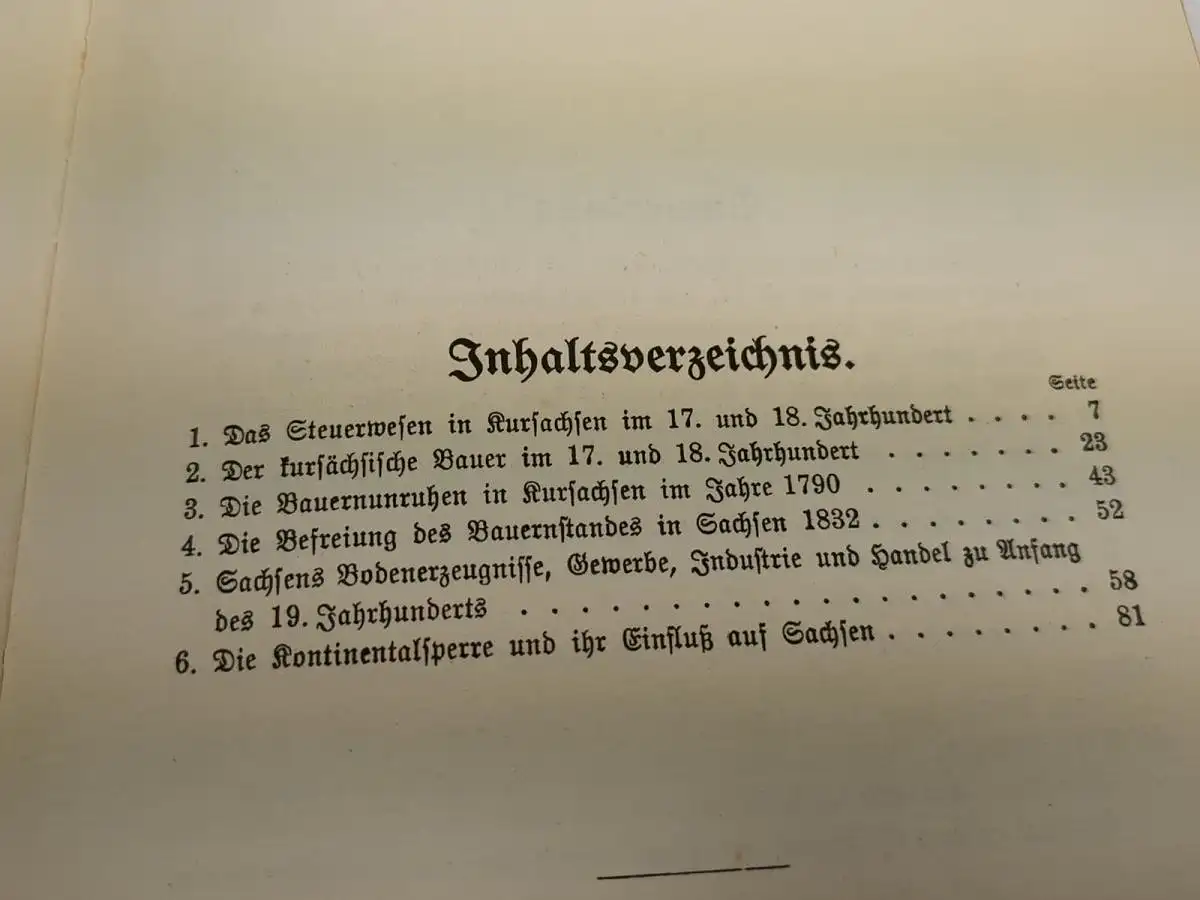 Inhaltsverzeichnis.
Seite
1. Das Steuerwesen in Kursachsen im 17. und 18. Jahrhundert . . . . 7
2. Der kursächsische Bauer im 17. und 18. Jahrhundert . . . . . . . 23
3. Die Bauernunruhen in Kursachsen im Jahre 1790 . . . . . . . . 43
4. Die Befreiung des Bauernstandes in Sachsen 1832 . . . . . . . . 52
5. Sachsens Bodenerzeugnisse, Gewerbe, Industrie und Handel zu Anfang
des 19. Jahrhunderts . . . . . . . . . . . . . . . . . . . . 58
6. Die Kontinentalsperre und ihr Einfluß auf Sachsen . . . . . . . . 81